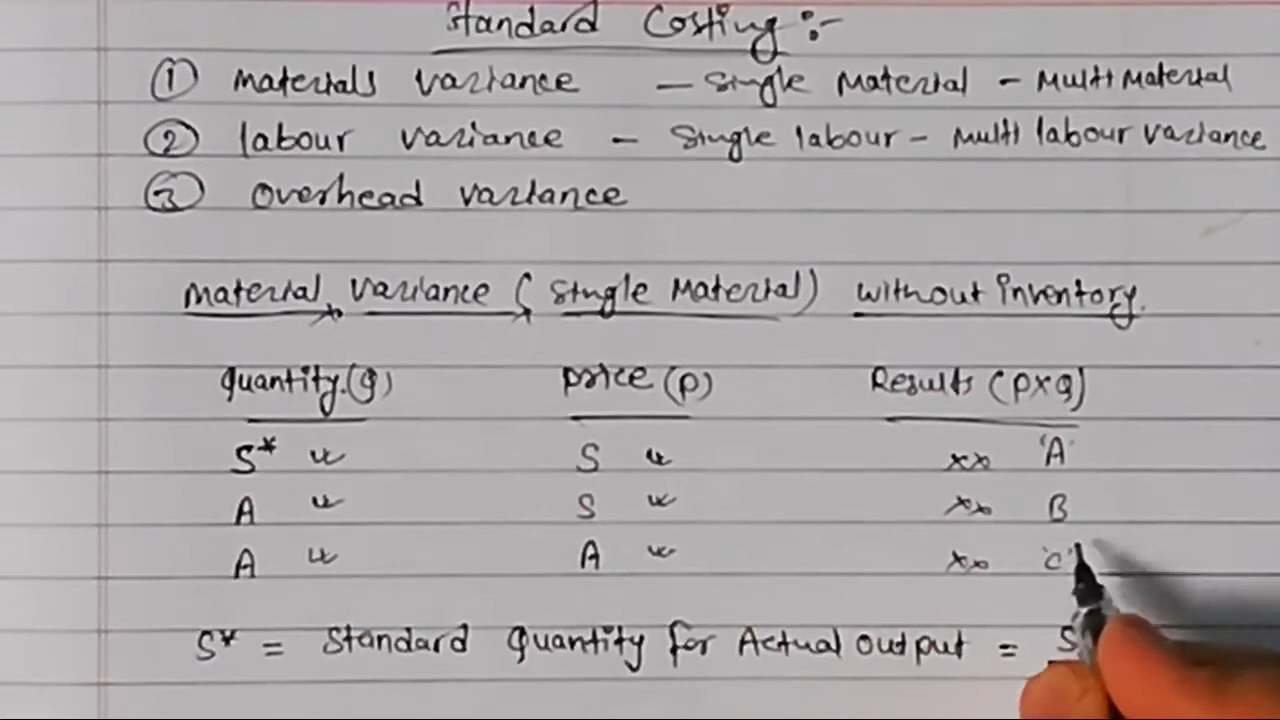 Standard Costing :-
① materials variance - Single Material - Multi Material
② labour variance - Single labour - Multi labour variance
③ overhead variance
Material variance (Single Material) without inventory.
Quantity.(Q) Price (P) Results (P×Q)
S* S xx 'A'
A S xx B
A A xx 'C'
S* = Standard Quantity for Actual output = S